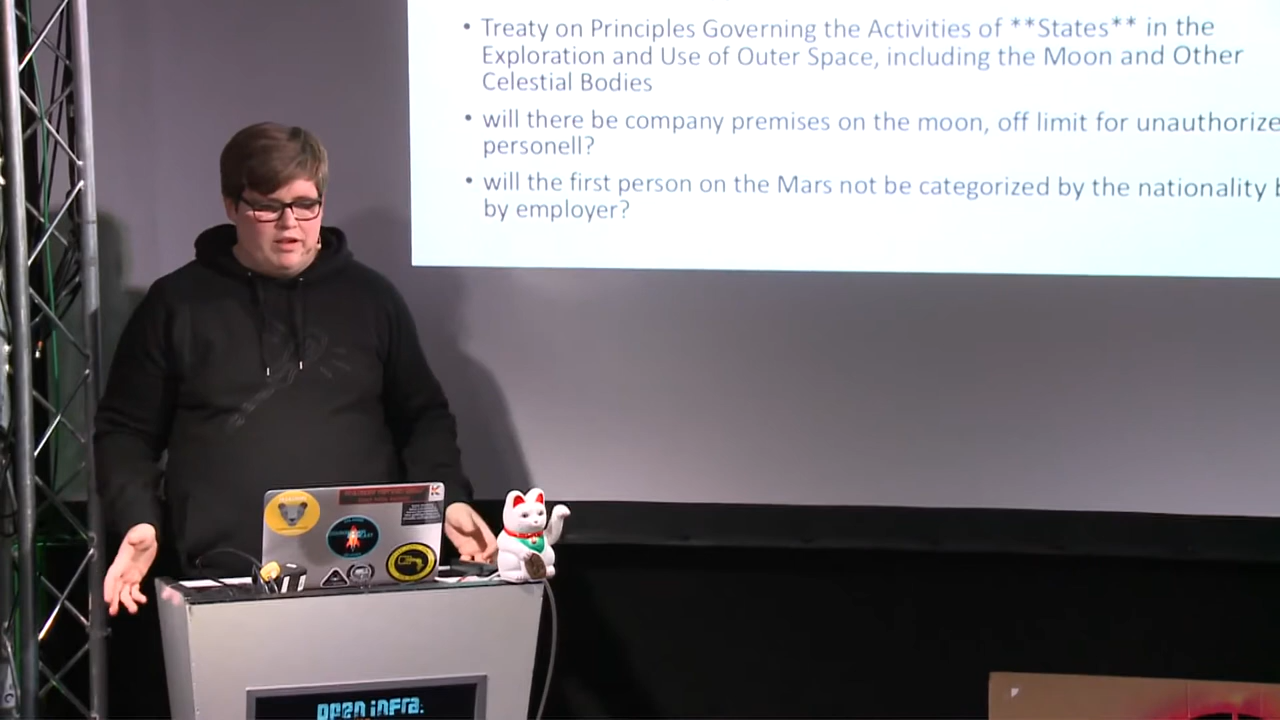 • Treaty on Principles Governing the Activities of **States** in the
Exploration and Use of Outer Space, including the Moon and Other
Celestial Bodies
• will there be company premises on the moon, off limit for unauthorize
personell?
• will the first person on the Mars not be categorized by the nationality b
by employer?
open infra.